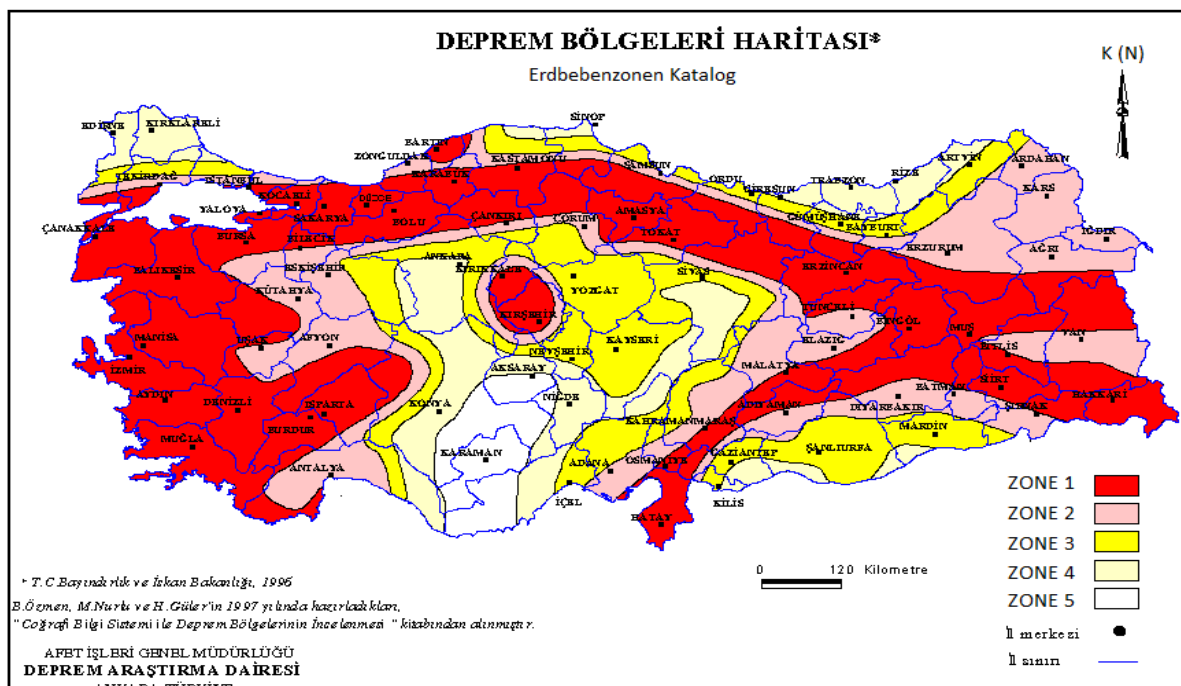 DEPREM BÖLGELERİ HARİTASI*
Erdbebenzonen Katalog
K (N)
SİNOP
EDİRNE
KIRKLARELİ
BARTIN
ZONGULDAK
KASTAMONU
KARABÜK
SAMSUN
ORDU
GİRESUN
TRABZON
RİZE
ARTVİN
ARDAHAN
KARS
TEKİRDAĞ
İSTANBUL
KOCAELİ
YALOVA
SAKARYA
DÜZCE
BOLU
ÇANKIRI
ÇORUM
AMASYA
TOKAT
GÜMÜŞHANE
BAYBURT
ERZURUM
IĞDIR
AĞRI
ÇANAKKALE
BURSA
BİLECİK
ESKİŞEHİR
ANKARA
KIRIKKALE
YOZGAT
SİVAS
ERZİNCAN
BALIKESİR
KÜTAHYA
KIRŞEHİR
TUNCELİ
BİNGÖL
MUŞ
VAN
BİTLİS
MANİSA
UŞAK
AFYON
KAYSERİ
NEVŞEHİR
ELAZIĞ
MALATYA
İZMİR
AKSARAY
AYDIN
DENİZLİ
ISPARTA
BURDUR
KONYA
NİĞDE
KAHRAMANMARAŞ
ADIYAMAN
DİYARBAKIR
BATMAN
SİİRT
ŞIRNAK
HAKKARİ
MARDİN
MUĞLA
ANTALYA
KARAMAN
ADANA
İÇEL
OSMANİYE
GAZİANTEP
ŞANLIURFA
KİLİS
HATAY
ZONE 1
ZONE 2
ZONE 3
ZONE 4
ZONE 5
İl merkezi
İl sınırı
0 120 Kilometre
* T.C Bayındırlık ve İskan Bakanlığı, 1996
B.Özmen, M.Nurlu ve H.Güler'in 1997 yılında hazırladıkları,
"Coğrafi Bilgi Sistemi ile Deprem Bölgelerinin İncelenmesi " kitabından alınmıştır.
AFET İŞLERİ GENEL MÜDÜRLÜĞÜ
DEPREM ARAŞTIRMA DAİRESİ
ANKARA TÜRKİYE